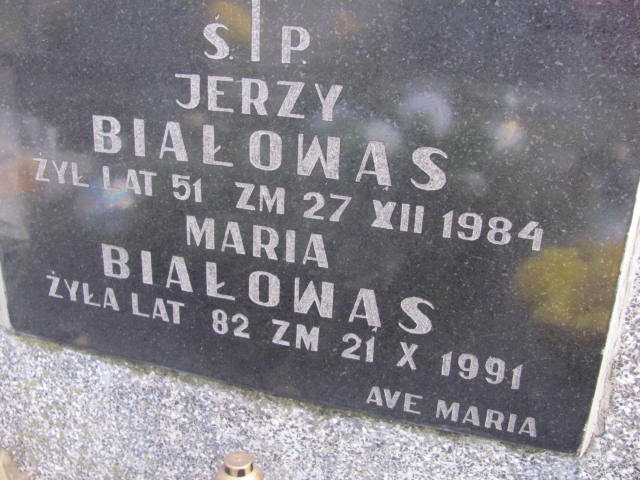 Ś. P.
JERZY
BIAŁOWĄS
ŻYŁ LAT 51 ZM 27 XII 1984
MARIA
BIAŁOWĄS
ŻYŁA LAT 82 ZM 21 X 1991
AVE MARIA